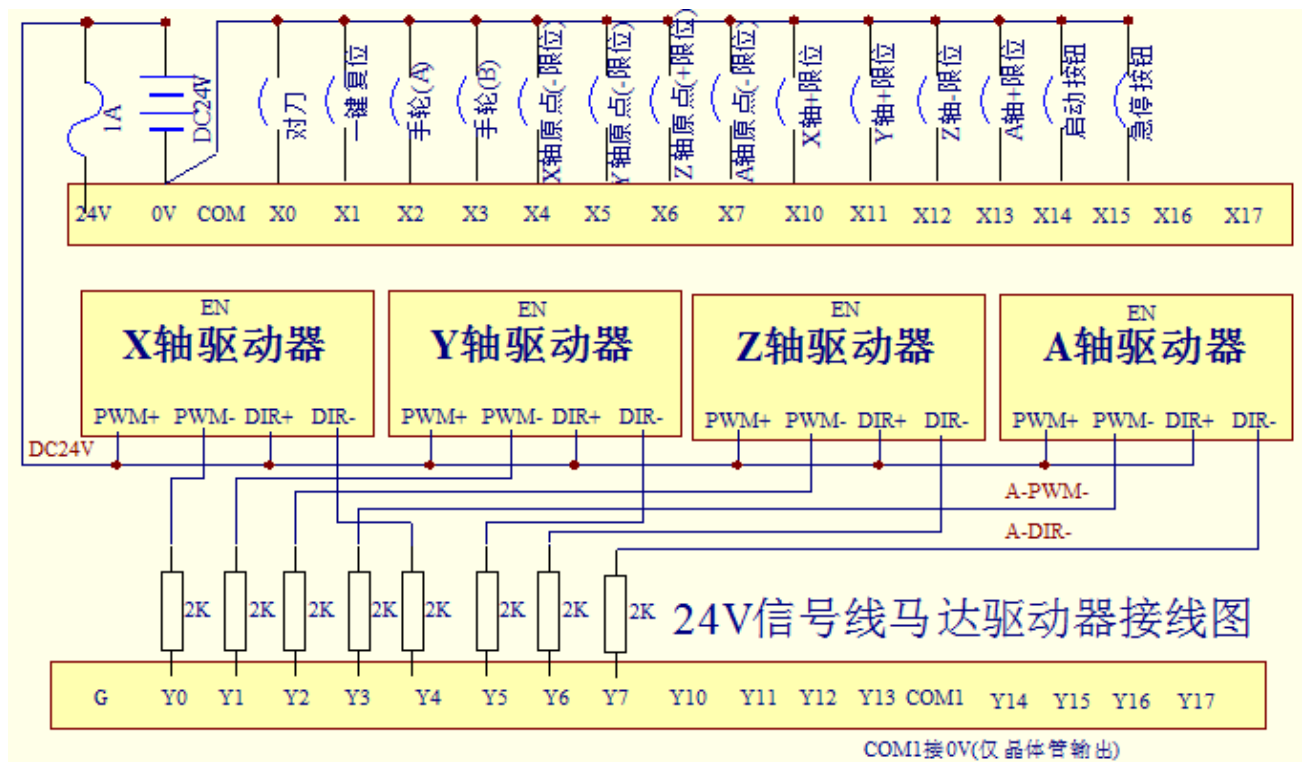 1A
DC24V
对刀
一键复位
手轮(A)
手轮(B)
X轴原点(-限位)
Y轴原点(-限位)
Z轴原点(+限位)
A轴原点(-限位)
X轴+限位
Y轴+限位
Z轴-限位
A轴+限位
启动按钮
急停按钮
24V 0V COM X0 X1 X2 X3 X4 X5 X6 X7 X10 X11 X12 X13 X14 X15 X16 X17
EN EN EN EN
X轴驱动器 Y轴驱动器 Z轴驱动器 A轴驱动器
PWM+ PWM- DIR+ DIR- PWM+ PWM- DIR+ DIR- PWM+ PWM- DIR+ DIR- PWM+ PWM- DIR+ DIR-
DC24V
A-PWM-
A-DIR-
2K 2K 2K 2K 2K 2K 2K 2K
24V信号线马达驱动器接线图
G Y0 Y1 Y2 Y3 Y4 Y5 Y6 Y7 Y10 Y11 Y12 Y13 COM1 Y14 Y15 Y16 Y17
COM1接0V(仅晶体管输出)